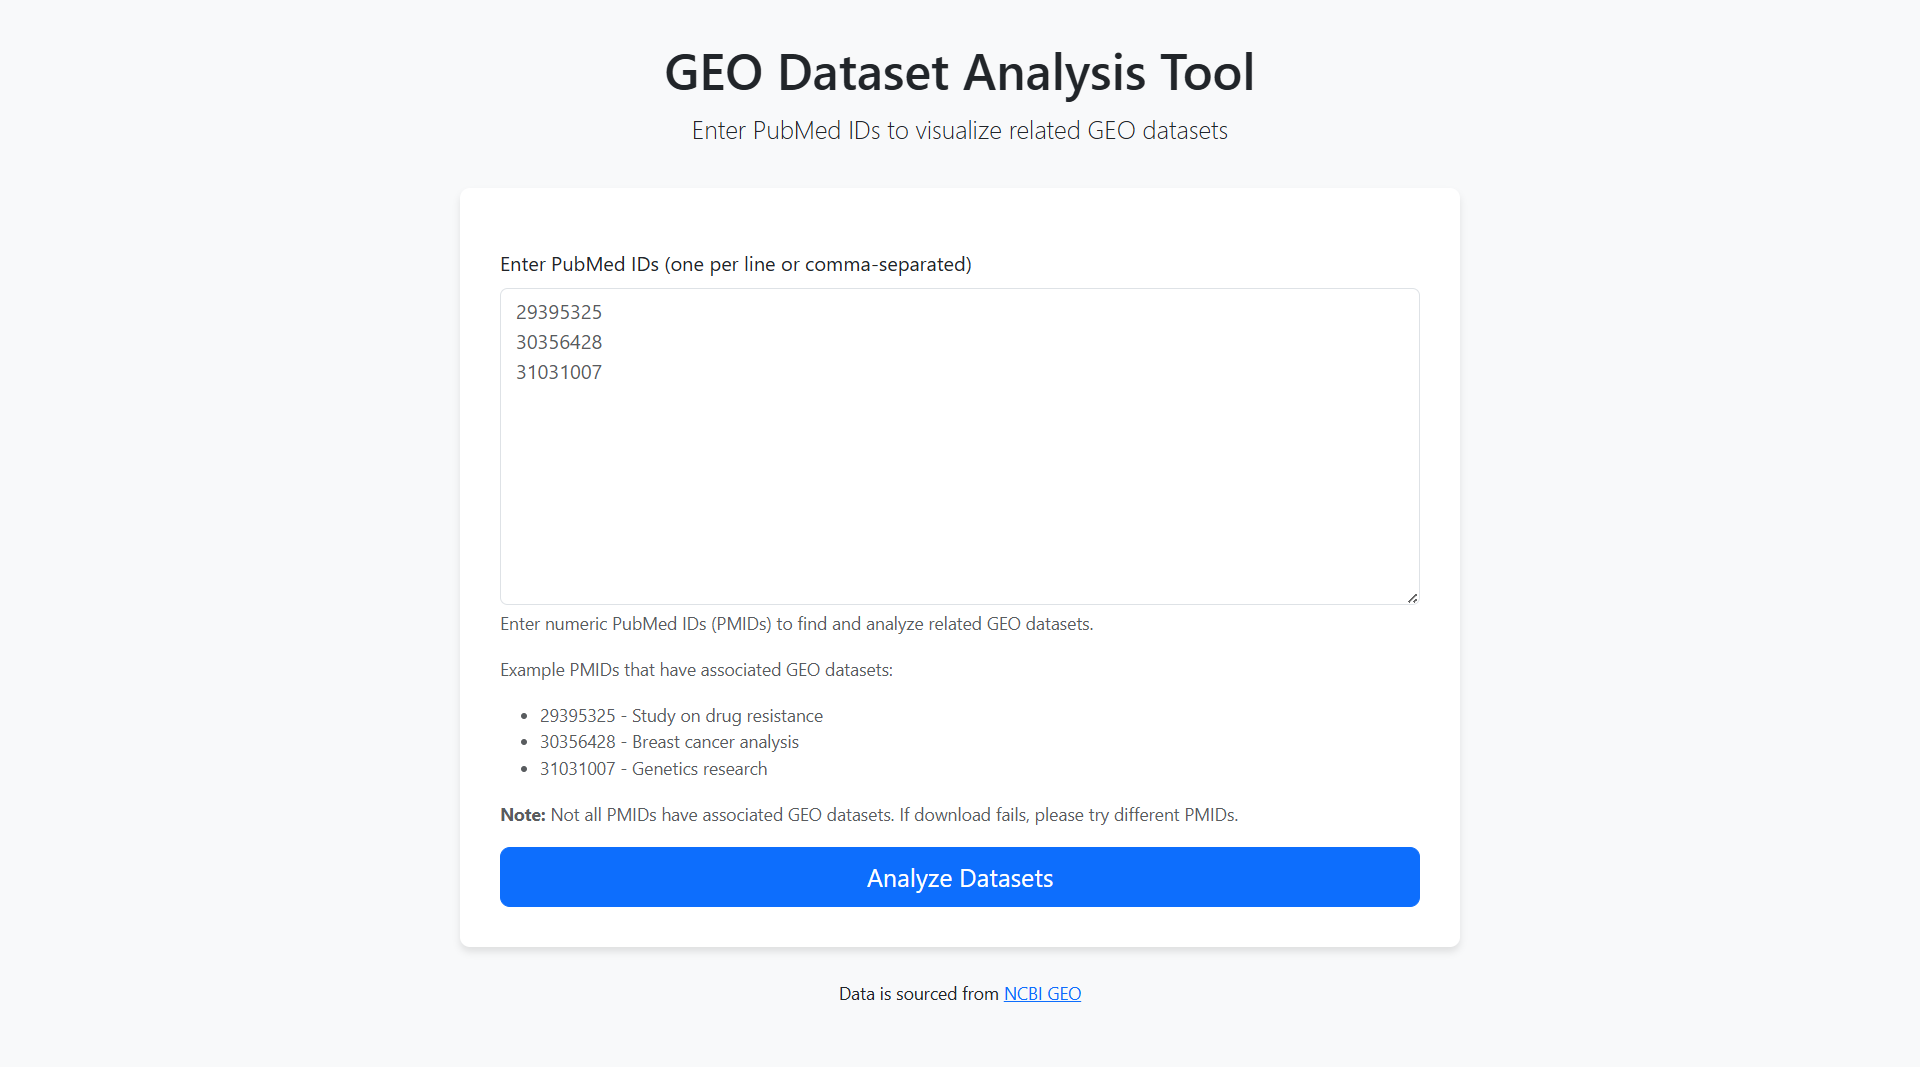 GEO Dataset Analysis Tool
Enter PubMed IDs to visualize related GEO datasets
Enter PubMed IDs (one per line or comma-separated)
29395325
30356428
31031007
Enter numeric PubMed IDs (PMIDs) to find and analyze related GEO datasets.
Example PMIDs that have associated GEO datasets:
• 29395325 - Study on drug resistance
• 30356428 - Breast cancer analysis
• 31031007 - Genetics research
Note: Not all PMIDs have associated GEO datasets. If download fails, please try different PMIDs.
Analyze Datasets
Data is sourced from NCBI GEO